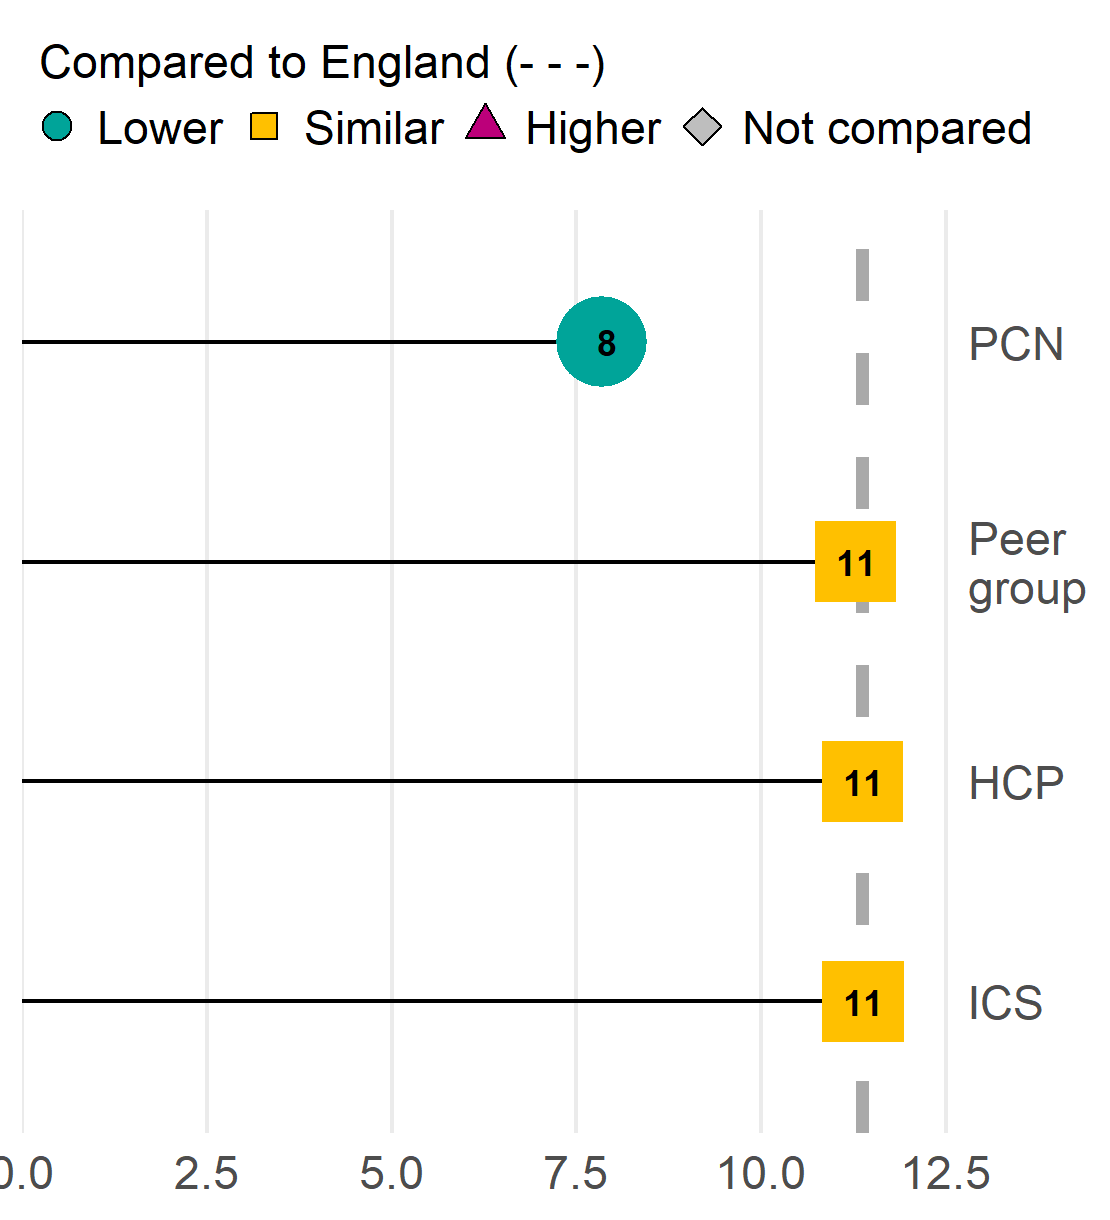 Compared to England (- - -)
Lower Similar Higher Not compared
8 PCN
11 Peer
group
11 HCP
11 ICS
0.0 2.5 5.0 7.5 10.0 12.5